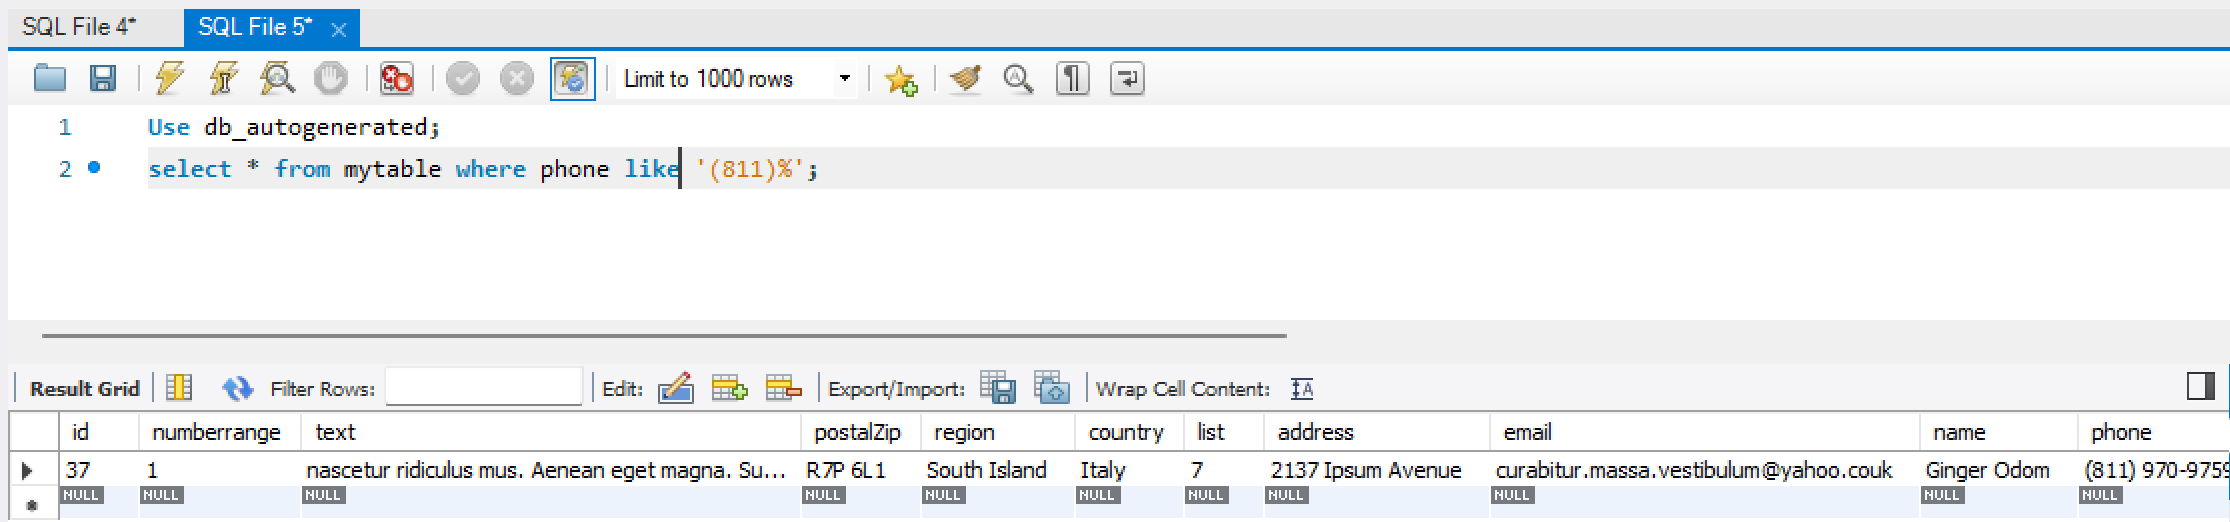 SQL File 4* SQL File 5*
Limit to 1000 rows
1 Use db_autogenerated;
2 select * from mytable where phone like '(811)%';
Result Grid Filter Rows: Edit: Export/Import: Wrap Cell Content:
id numberrange text postalZip region country list address email name phone
37 1 nascetur ridiculus mus. Aenean eget magna. Su... R7P 6L1 South Island Italy 7 2137 Ipsum Avenue curabitur.massa.vestibulum@yahoo.couk Ginger Odom (811) 970-9759
NULL NULL NULL NULL NULL NULL NULL NULL NULL NULL NULL